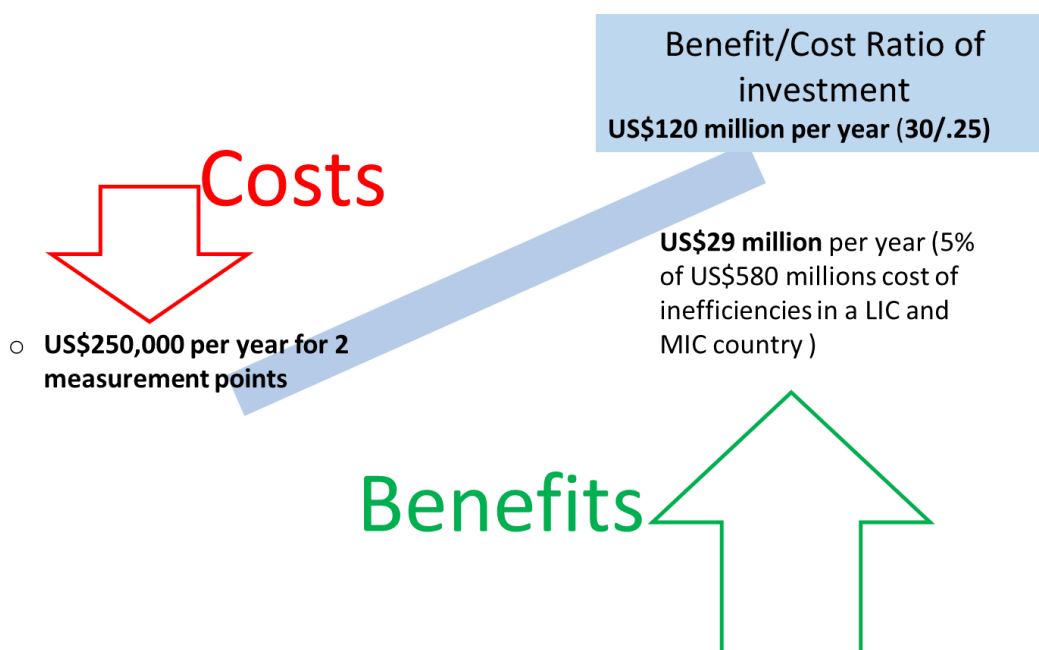 Benefit/Cost Ratio of
investment
US$120 million per year (30/.25)
Costs
US$29 million per year (5%
of US$580 millions cost of
inefficiencies in a LIC and
MIC country )
○ US$250,000 per year for 2
measurement points
Benefits